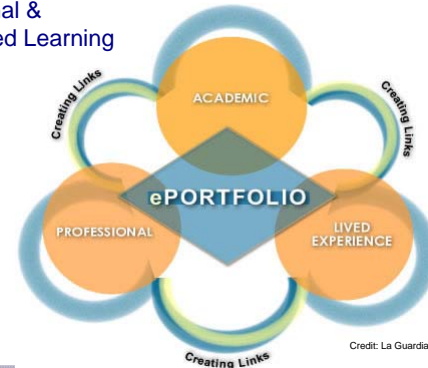 al &
ed Learning
Creating Links
Creating Links
ACADEMIC
ePORTFOLIO
PROFESSIONAL
LIVED
EXPERIENCE
Creating Links
Credit: La Guardia